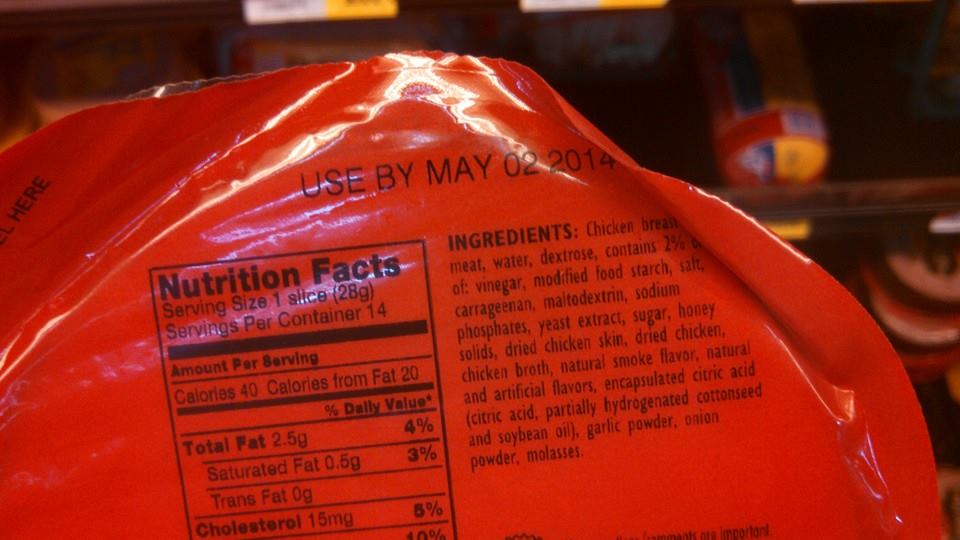 EL HERE
USE BY MAY 02 2014
Nutrition Facts
Serving Size 1 slice (28g)
Servings Per Container 14
Amount Per Serving
Calories 40 Calories from Fat 20
% Daily Value*
Total Fat 2.5g 4%
Saturated Fat 0.5g 3%
Trans Fat 0g
Cholesterol 15mg 5%
10%
INGREDIENTS: Chicken breast
meat, water, dextrose, contains 2% or
of: vinegar, modified food starch, salt,
carrageenan, maltodextrin, sodium
phosphates, yeast extract, sugar, honey
solids, dried chicken skin, dried chicken,
chicken broth, natural smoke flavor, natural
and artificial flavors, encapsulated citric acid
(citric acid, partially hydrogenated cottonseed
and soybean oil), garlic powder, onion
powder, molasses.
comments are important.